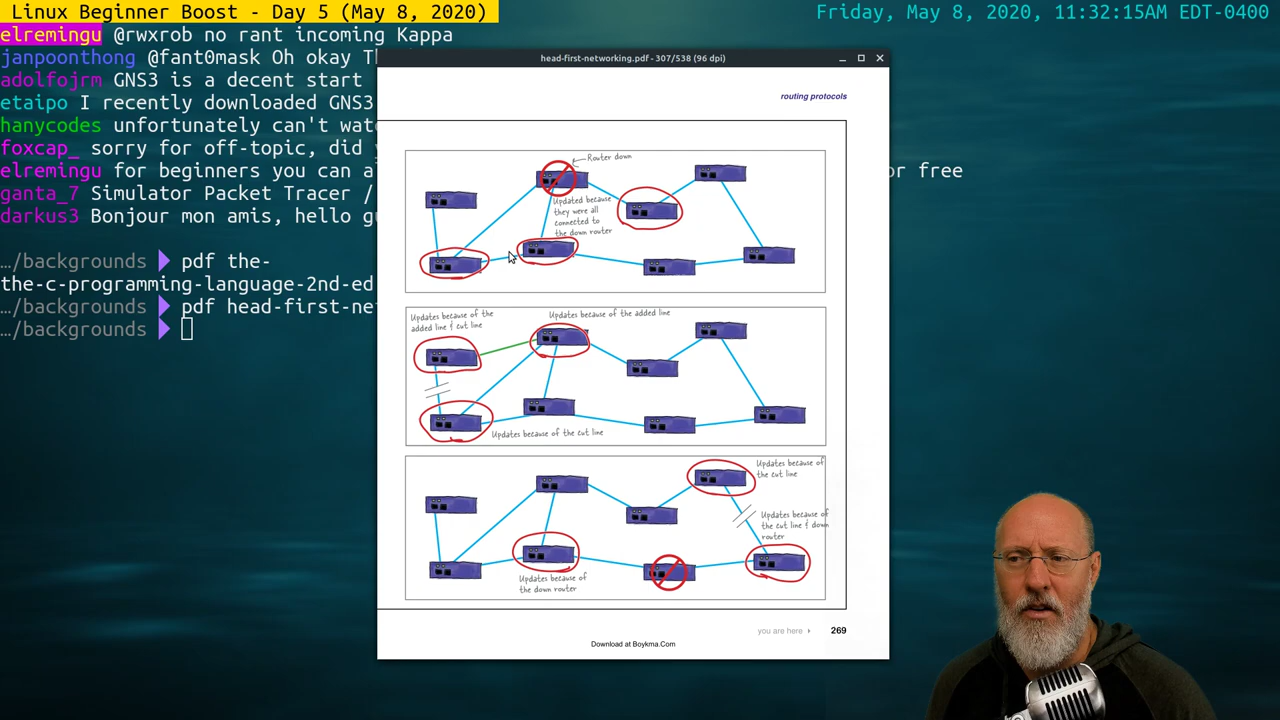 Linux Beginner Boost - Day 5 (May 8, 2020)
Friday, May 8, 2020, 11:32:15AM EDT-0400
elremingu @rwxrob no rant incoming Kappa
janpoonthong @fant0mask Oh okay
adolfojrm GNS3 is a decent start
etaipo I recently downloaded GNS3
hanycodes unfortunately can't
foxcap_ sorry for off-topic, did
elremingu for beginners you can
or free
ganta_7 Simulator Packet Tracer /
darkus3 Bonjour mon amis, hello
…/backgrounds pdf the-
the-c-programming-language-2nd-ed
…/backgrounds pdf head-first-
…/backgrounds
head-first-networking.pdf - 307/538 (96 dpi)
routing protocols
Router down
Updated because
they were all
connected to
the down router
Updates because of the
added line & cut line
Updates because of the added line
Updates because of the cut line
Updates because of
the cut line
Updates because of
the cut line & down
router
Updates because of
the down router
you are here 269
Download at Boykma.Com